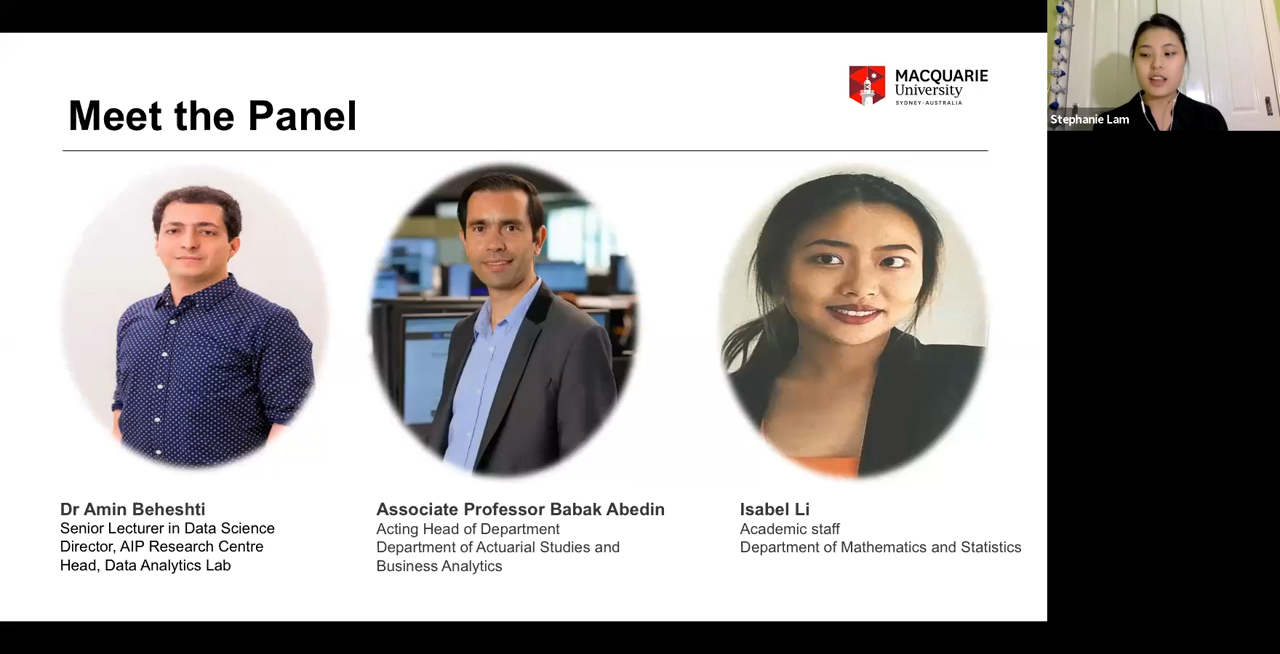 Meet the Panel
MACQUARIE
University
SYDNEY·AUSTRALIA
Stephanie Lam
Dr Amin Beheshti
Senior Lecturer in Data Science
Director, AIP Research Centre
Head, Data Analytics Lab
Associate Professor Babak Abedin
Acting Head of Department
Department of Actuarial Studies and
Business Analytics
Isabel Li
Academic staff
Department of Mathematics and Statistics